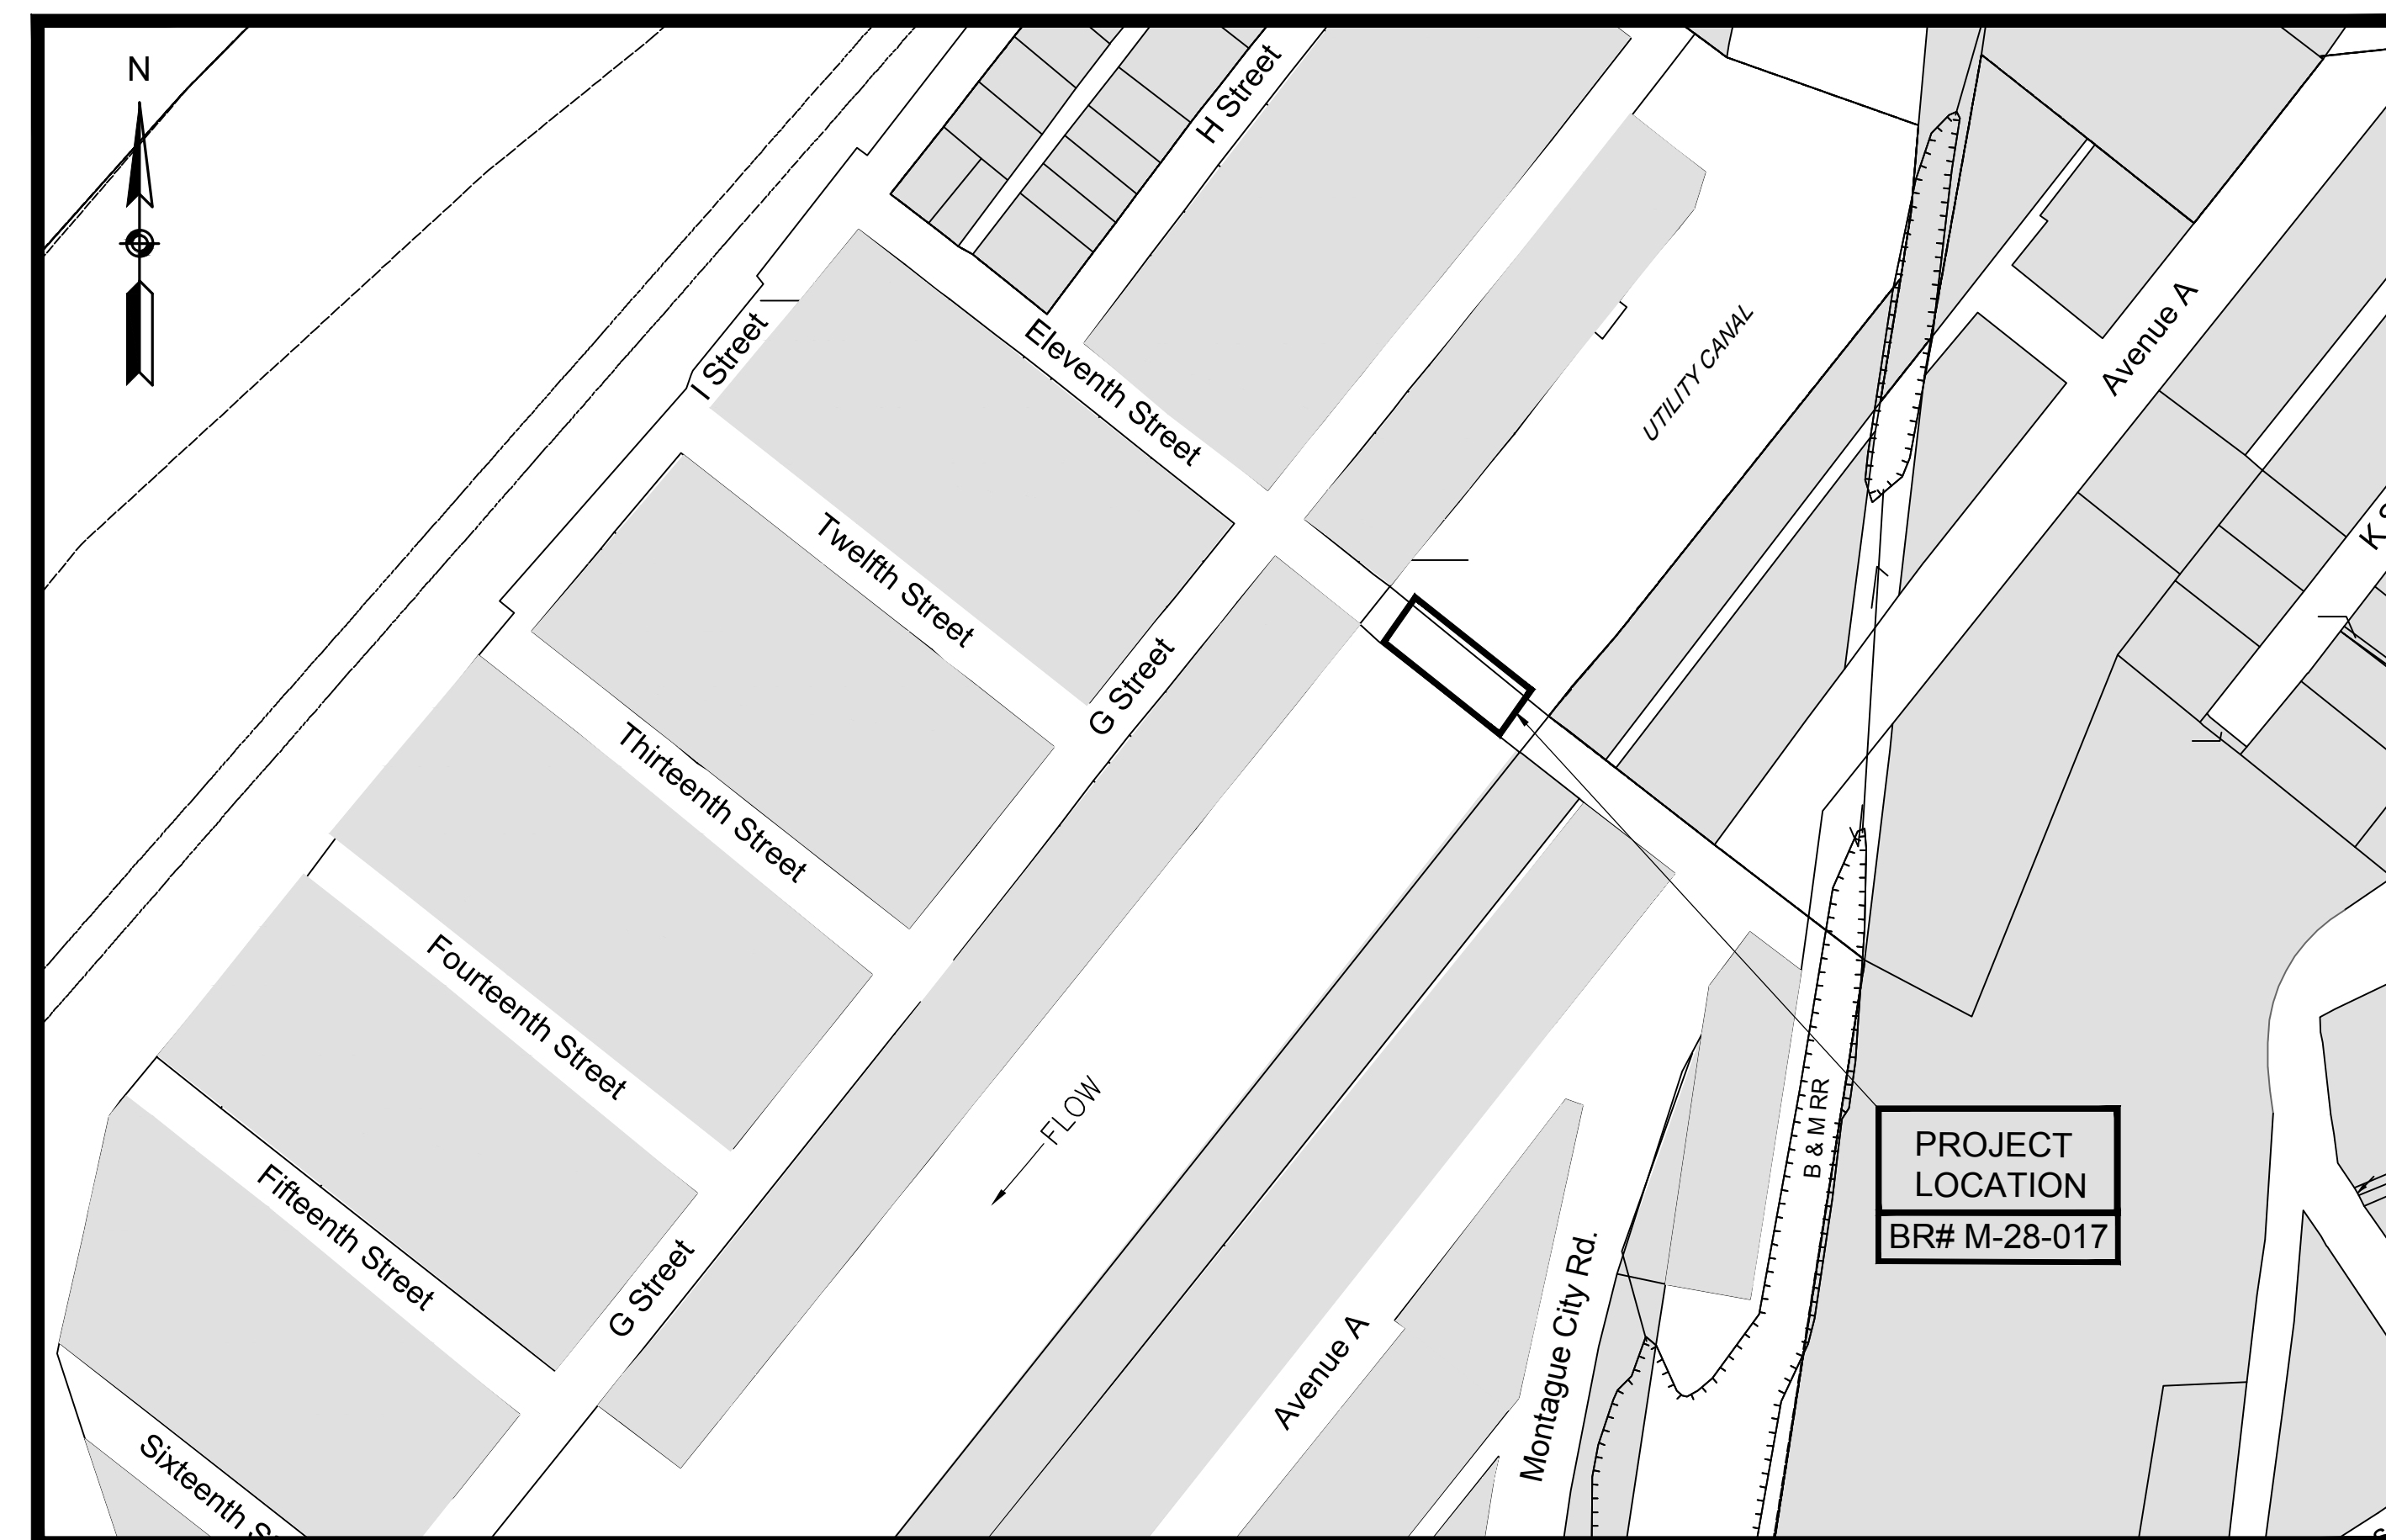 N
H Street
I Street
Eleventh Street
UTILITY CANAL
Avenue A
K
Twelfth Street
G Street
Thirteenth Street
Fourteenth Street
FLOW
B & M RR
PROJECT
LOCATION
BR# M-28-017
Fifteenth Street
G Street
Avenue A
Montague City Rd.
Sixteenth